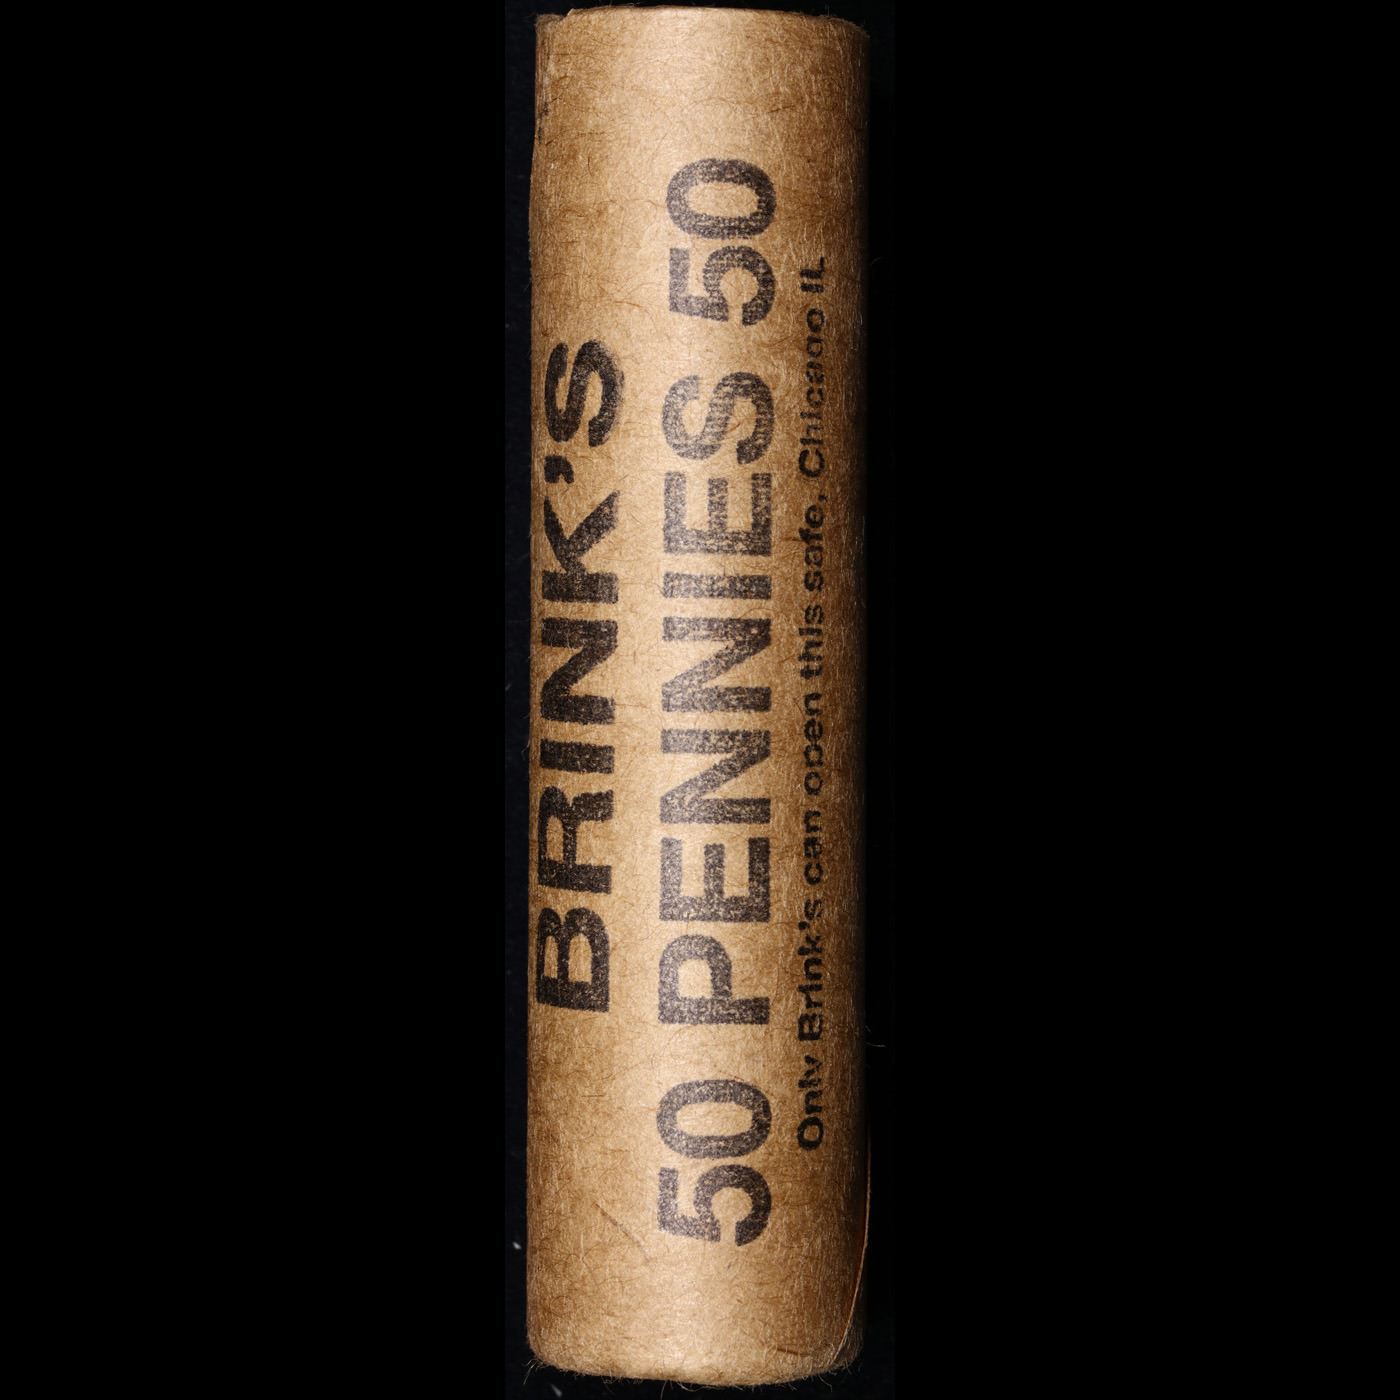 BRINK'S
50 PENNIES 50
Only Brink's can open this safe, Chicago IL